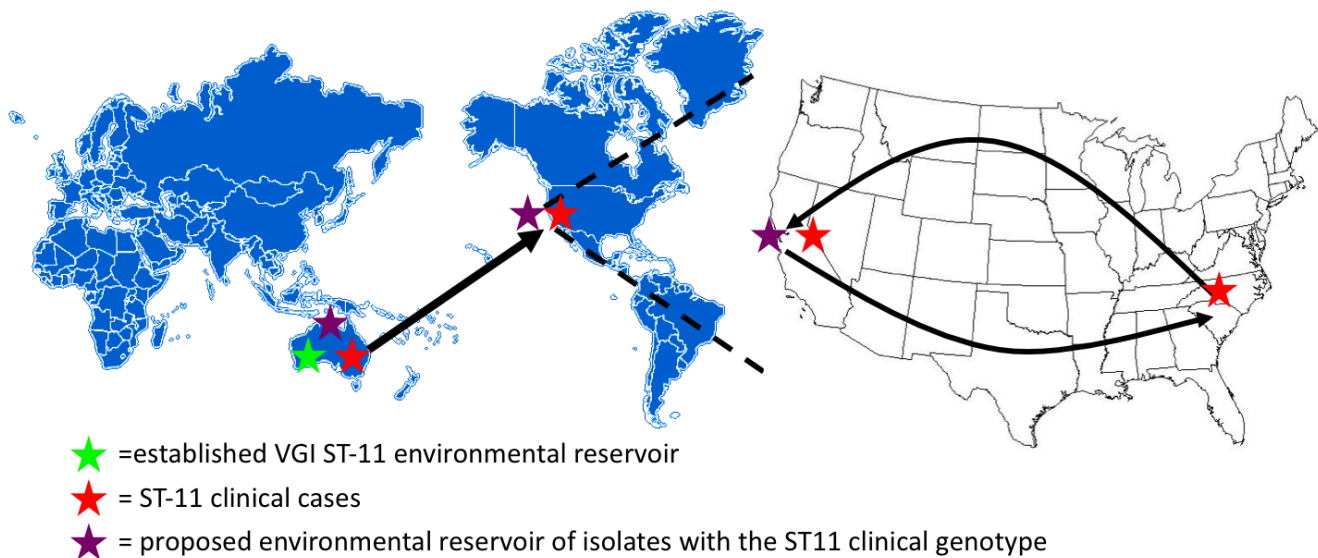 =established VGI ST-11 environmental reservoir
= ST-11 clinical cases
= proposed environmental reservoir of isolates with the ST11 clinical genotype